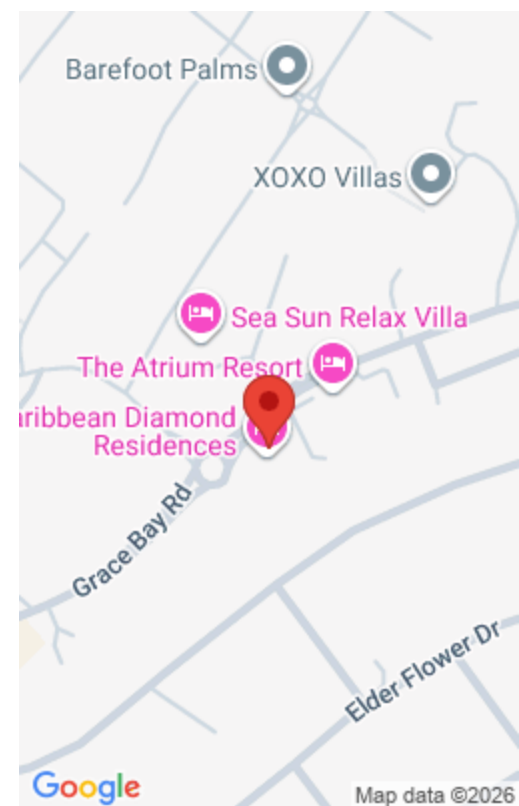 Barefoot Palms
XOXO Villas
Sea Sun Relax Villa
The Atrium Resort
aribbean Diamond
Residences
Grace Bay Rd
Elder Flower Dr
Google
Map data ©2026